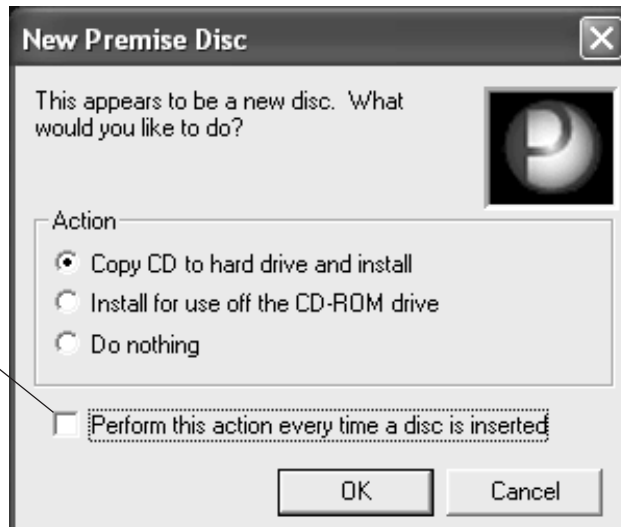 New Premise Disc
This appears to be a new disc. What
would you like to do?
P
Action
Copy CD to hard drive and install
Install for use off the CD-ROM drive
Do nothing
Perform this action every time a disc is inserted
OK
Cancel